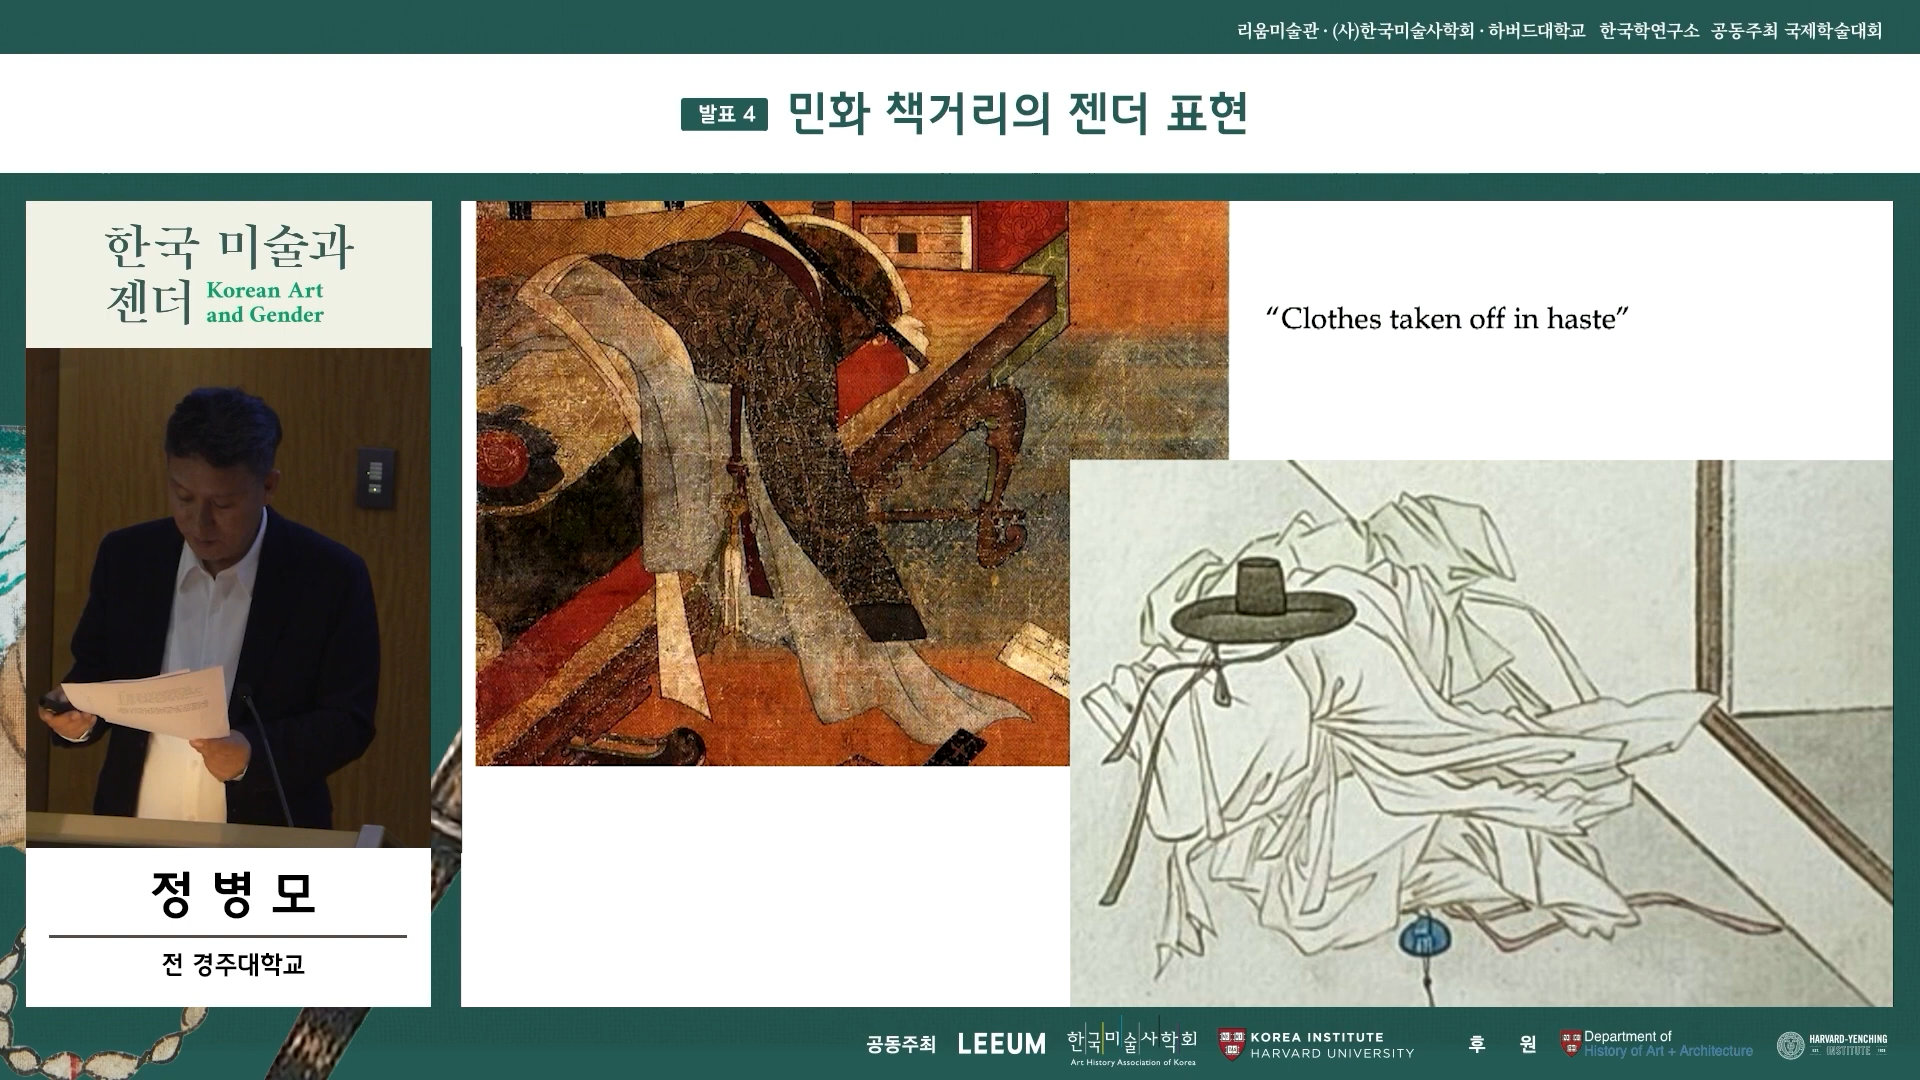 리움미술관 · (사)한국미술사학회 · 하버드대학교 한국학연구소 공동주최 국제학술대회
발표 4 민화 책거리의 젠더 표현
한국 미술과
젠더 Korean Art
and Gender
“Clothes taken off in haste”
정병모
전 경주대학교
공동주최 LEEUM 한국미술사학회 KOREA INSTITUTE 후 원 Department of HARVARD-YENCHING
Art History Association of Korea HARVARD UNIVERSITY History of Art + Architecture INSTITUTE